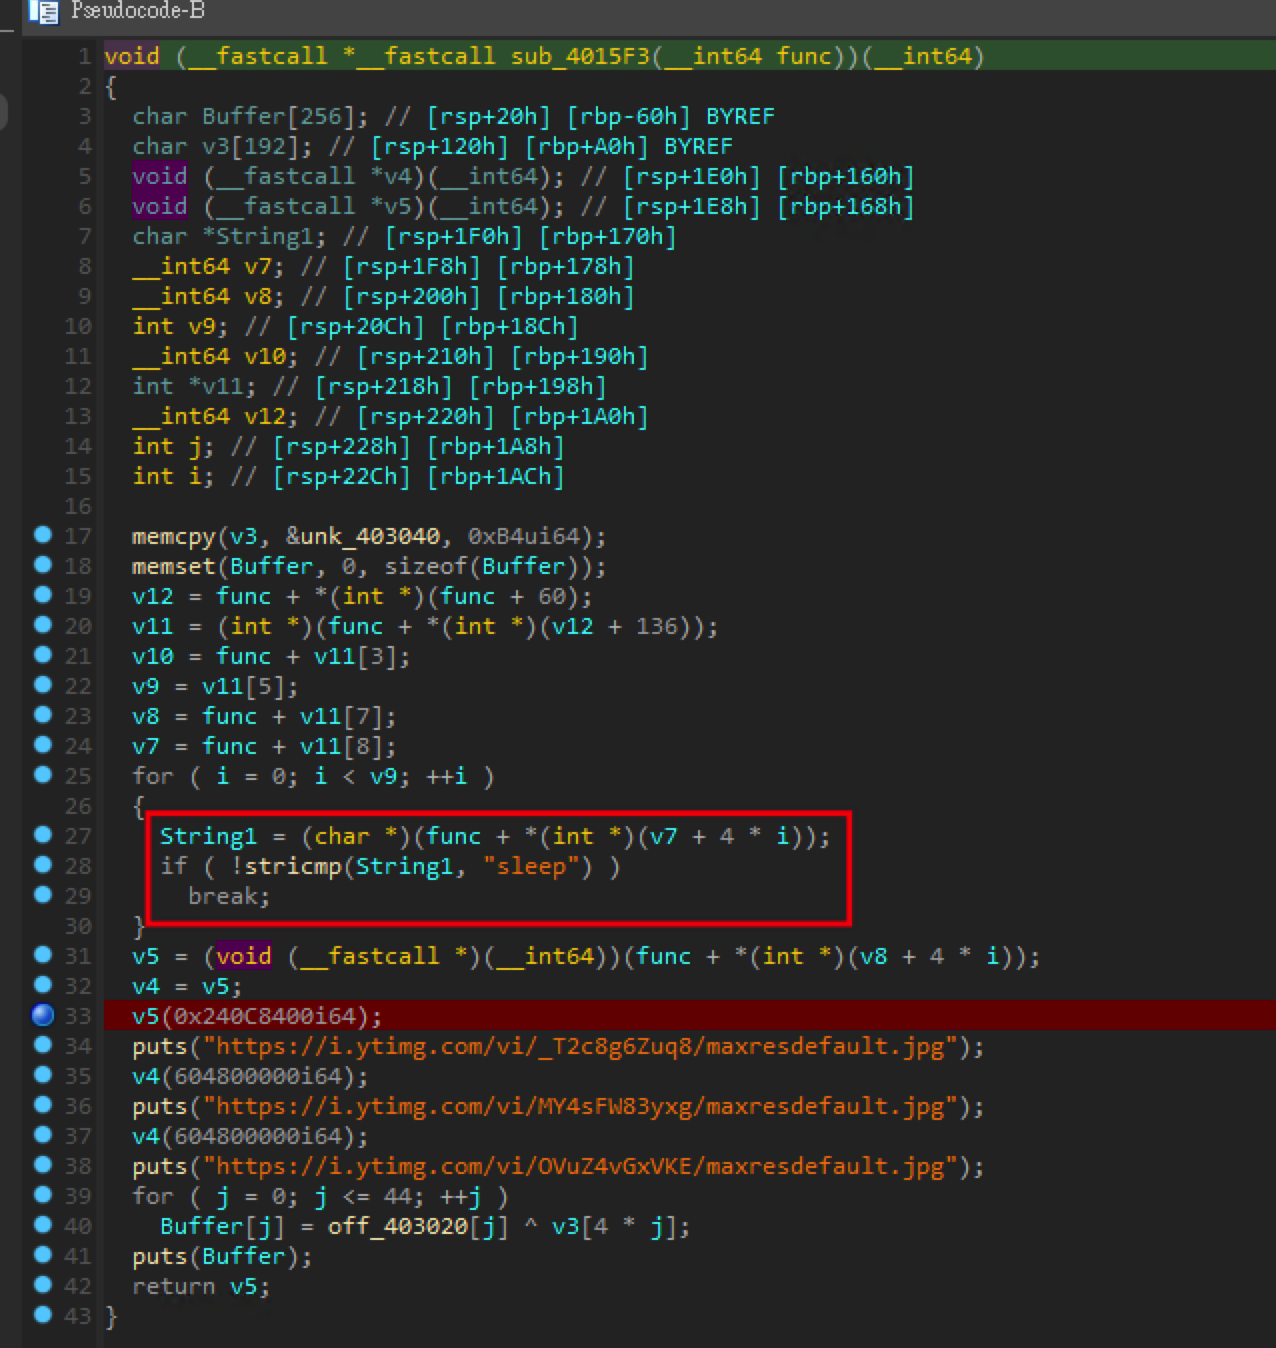 Pseudocode-B
1 void (__fastcall *__fastcall sub_4015F3(__int64 func))(__int64)
2 {
3   char Buffer[256]; // [rsp+20h] [rbp-60h] BYREF
4   char v3[192]; // [rsp+120h] [rbp+A0h] BYREF
5   void (__fastcall *v4)(__int64); // [rsp+1E0h] [rbp+160h]
6   void (__fastcall *v5)(__int64); // [rsp+1E8h] [rbp+168h]
7   char *String1; // [rsp+1F0h] [rbp+170h]
8   __int64 v7; // [rsp+1F8h] [rbp+178h]
9   __int64 v8; // [rsp+200h] [rbp+180h]
10   int v9; // [rsp+20Ch] [rbp+18Ch]
11   __int64 v10; // [rsp+210h] [rbp+190h]
12   int *v11; // [rsp+218h] [rbp+198h]
13   __int64 v12; // [rsp+220h] [rbp+1A0h]
14   int j; // [rsp+228h] [rbp+1A8h]
15   int i; // [rsp+22Ch] [rbp+1ACh]
16
17   memcpy(v3, &unk_403040, 0xB4ui64);
18   memset(Buffer, 0, sizeof(Buffer));
19   v12 = func + *(int *)(func + 60);
20   v11 = (int *)(func + *(int *)(v12 + 136));
21   v10 = func + v11[3];
22   v9 = v11[5];
23   v8 = func + v11[7];
24   v7 = func + v11[8];
25   for ( i = 0; i < v9; ++i )
26   {
27     String1 = (char *)(func + *(int *)(v7 + 4 * i));
28     if ( !stricmp(String1, "sleep") )
29       break;
30   }
31   v5 = (void (__fastcall *)(__int64))(func + *(int *)(v8 + 4 * i));
32   v4 = v5;
33   v5(0x240C8400i64);
34   puts("https://i.ytimg.com/vi/_T2c8g6Zuq8/maxresdefault.jpg");
35   v4(604800000i64);
36   puts("https://i.ytimg.com/vi/MY4sFW83yxg/maxresdefault.jpg");
37   v4(604800000i64);
38   puts("https://i.ytimg.com/vi/OVuZ4vGxVKE/maxresdefault.jpg");
39   for ( j = 0; j <= 44; ++j )
40     Buffer[j] = off_403020[j] ^ v3[4 * j];
41   puts(Buffer);
42   return v5;
43 }